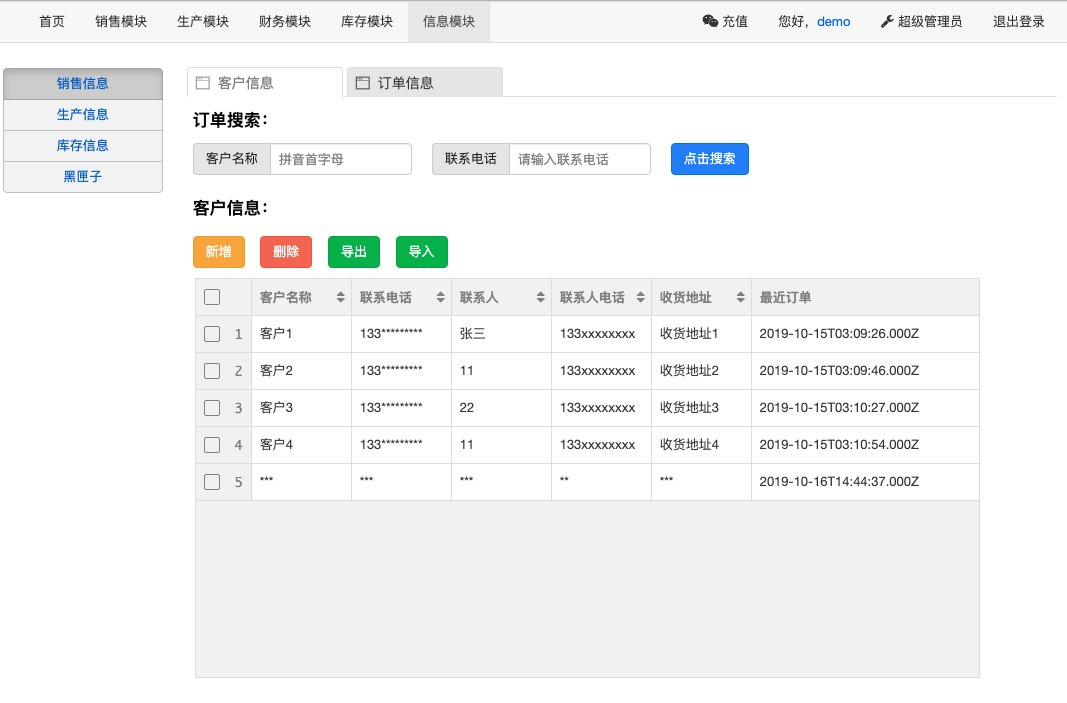 首页 销售模块 生产模块 财务模块 库存模块 信息模块 充值 您好，demo 超级管理员 退出登录
销售信息
生产信息
库存信息
黑匣子
客户信息 订单信息
订单搜索：
客户名称 拼音首字母 联系电话 请输入联系电话 点击搜索
客户信息：
新增 删除 导出 导入
客户名称 联系电话 联系人 联系人电话 收货地址 最近订单
1 客户1 133********* 张三 133xxxxxxxx 收货地址1 2019-10-15T03:09:26.000Z
2 客户2 133********* 11 133xxxxxxxx 收货地址2 2019-10-15T03:09:46.000Z
3 客户3 133********* 22 133xxxxxxxx 收货地址3 2019-10-15T03:10:27.000Z
4 客户4 133********* 11 133xxxxxxxx 收货地址4 2019-10-15T03:10:54.000Z
5 *** *** *** ** *** 2019-10-16T14:44:37.000Z